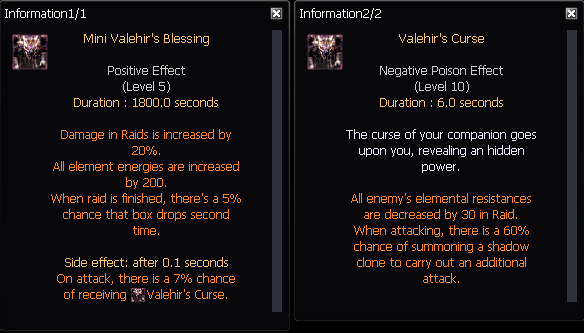 Information1/1
Mini Valehir's Blessing
Positive Effect
(Level 5)
Duration : 1800.0 seconds
Damage in Raids is increased by
20%.
All element energies are increased
by 200.
When raid is finished, there's a 5%
chance that box drops second
time.
Side effect: after 0.1 seconds
On attack, there is a 7% chance
of receiving Valehir's Curse.
Information2/2
Valehir's Curse
Negative Poison Effect
(Level 10)
Duration : 6.0 seconds
The curse of your companion goes
upon you, revealing an hidden
power.
All enemy's elemental resistances
are decreased by 30 in Raid.
When attacking, there is a 60%
chance of summoning a shadow
clone to carry out an additional
attack.